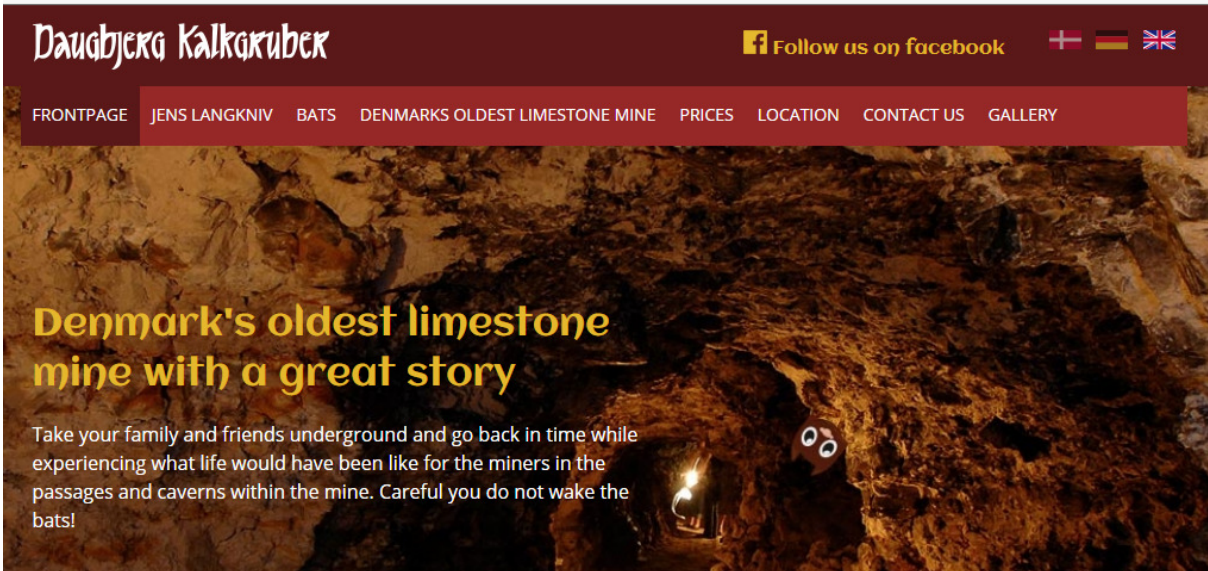 Daugbjerg Kalkgruber
Follow us on facebook
FRONTPAGE JENS LANGKNIV BATS DENMARKS OLDEST LIMESTONE MINE PRICES LOCATION CONTACT US GALLERY
Denmark's oldest limestone
mine with a great story
Take your family and friends underground and go back in time while
experiencing what life would have been like for the miners in the
passages and caverns within the mine. Careful you do not wake the
bats!